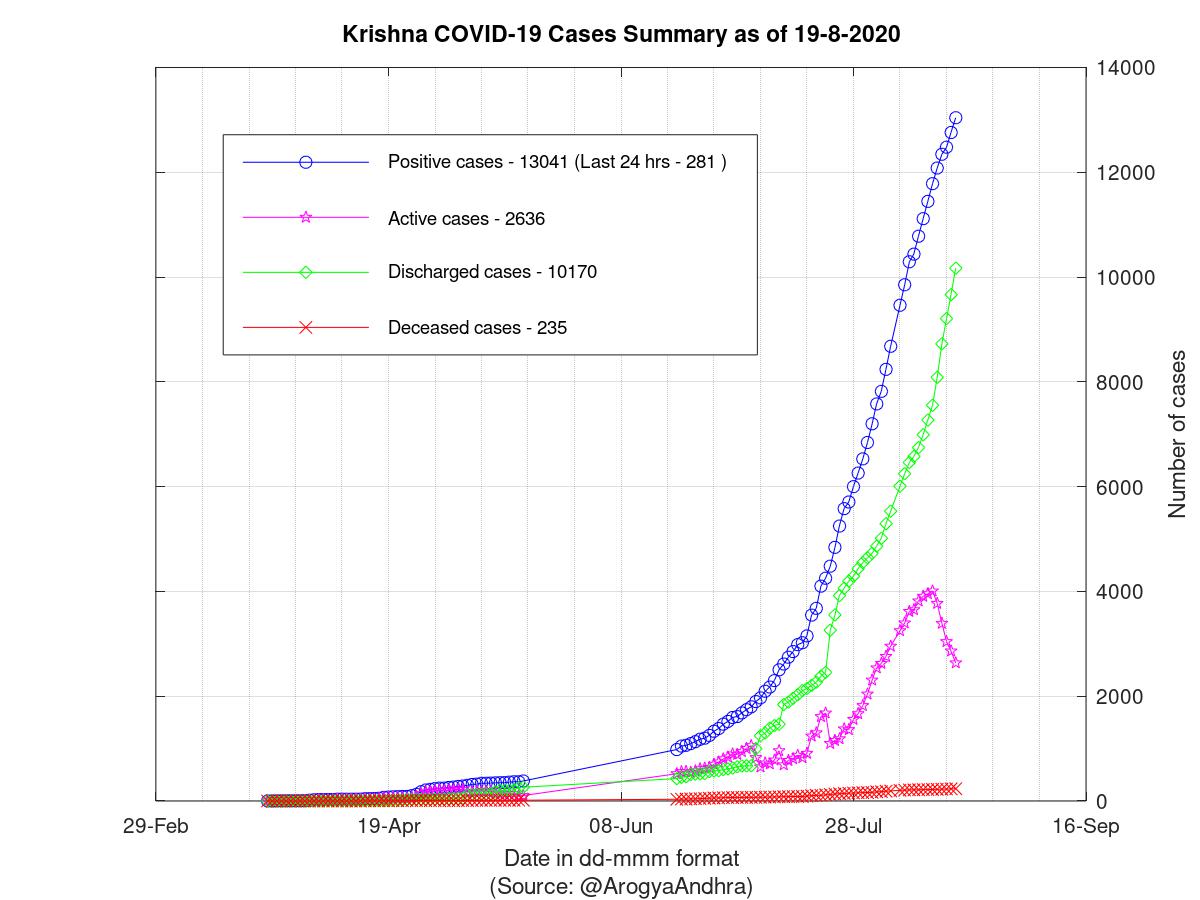 Krishna COVID-19 Cases Summary as of 19-8-2020
Positive cases - 13041 (Last 24 hrs - 281 )
Active cases - 2636
Discharged cases - 10170
Deceased cases - 235
14000
12000
10000
8000
6000
4000
2000
0
Number of cases
29-Feb
19-Apr
08-Jun
28-Jul
16-Sep
Date in dd-mmm format
(Source: @ArogyaAndhra)